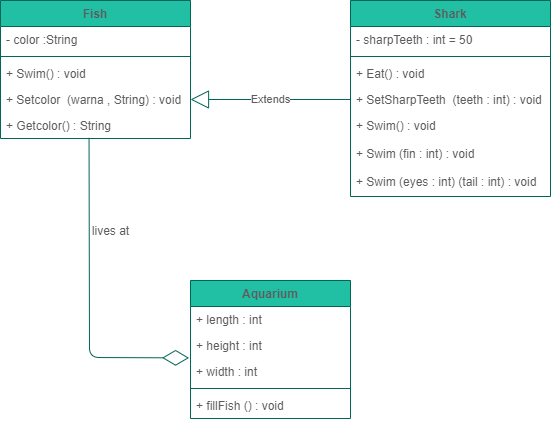 Fish
- color :String
+ Swim() : void
+ Setcolor (warna , String) : void
+ Getcolor() : String
Extends
Shark
- sharpTeeth : int = 50
+ Eat() : void
+ SetSharpTeeth (teeth : int) : void
+ Swim() : void
+ Swim (fin : int) : void
+ Swim (eyes : int) (tail : int) : void
lives at
Aquarium
+ length : int
+ height : int
+ width : int
+ fillFish () : void